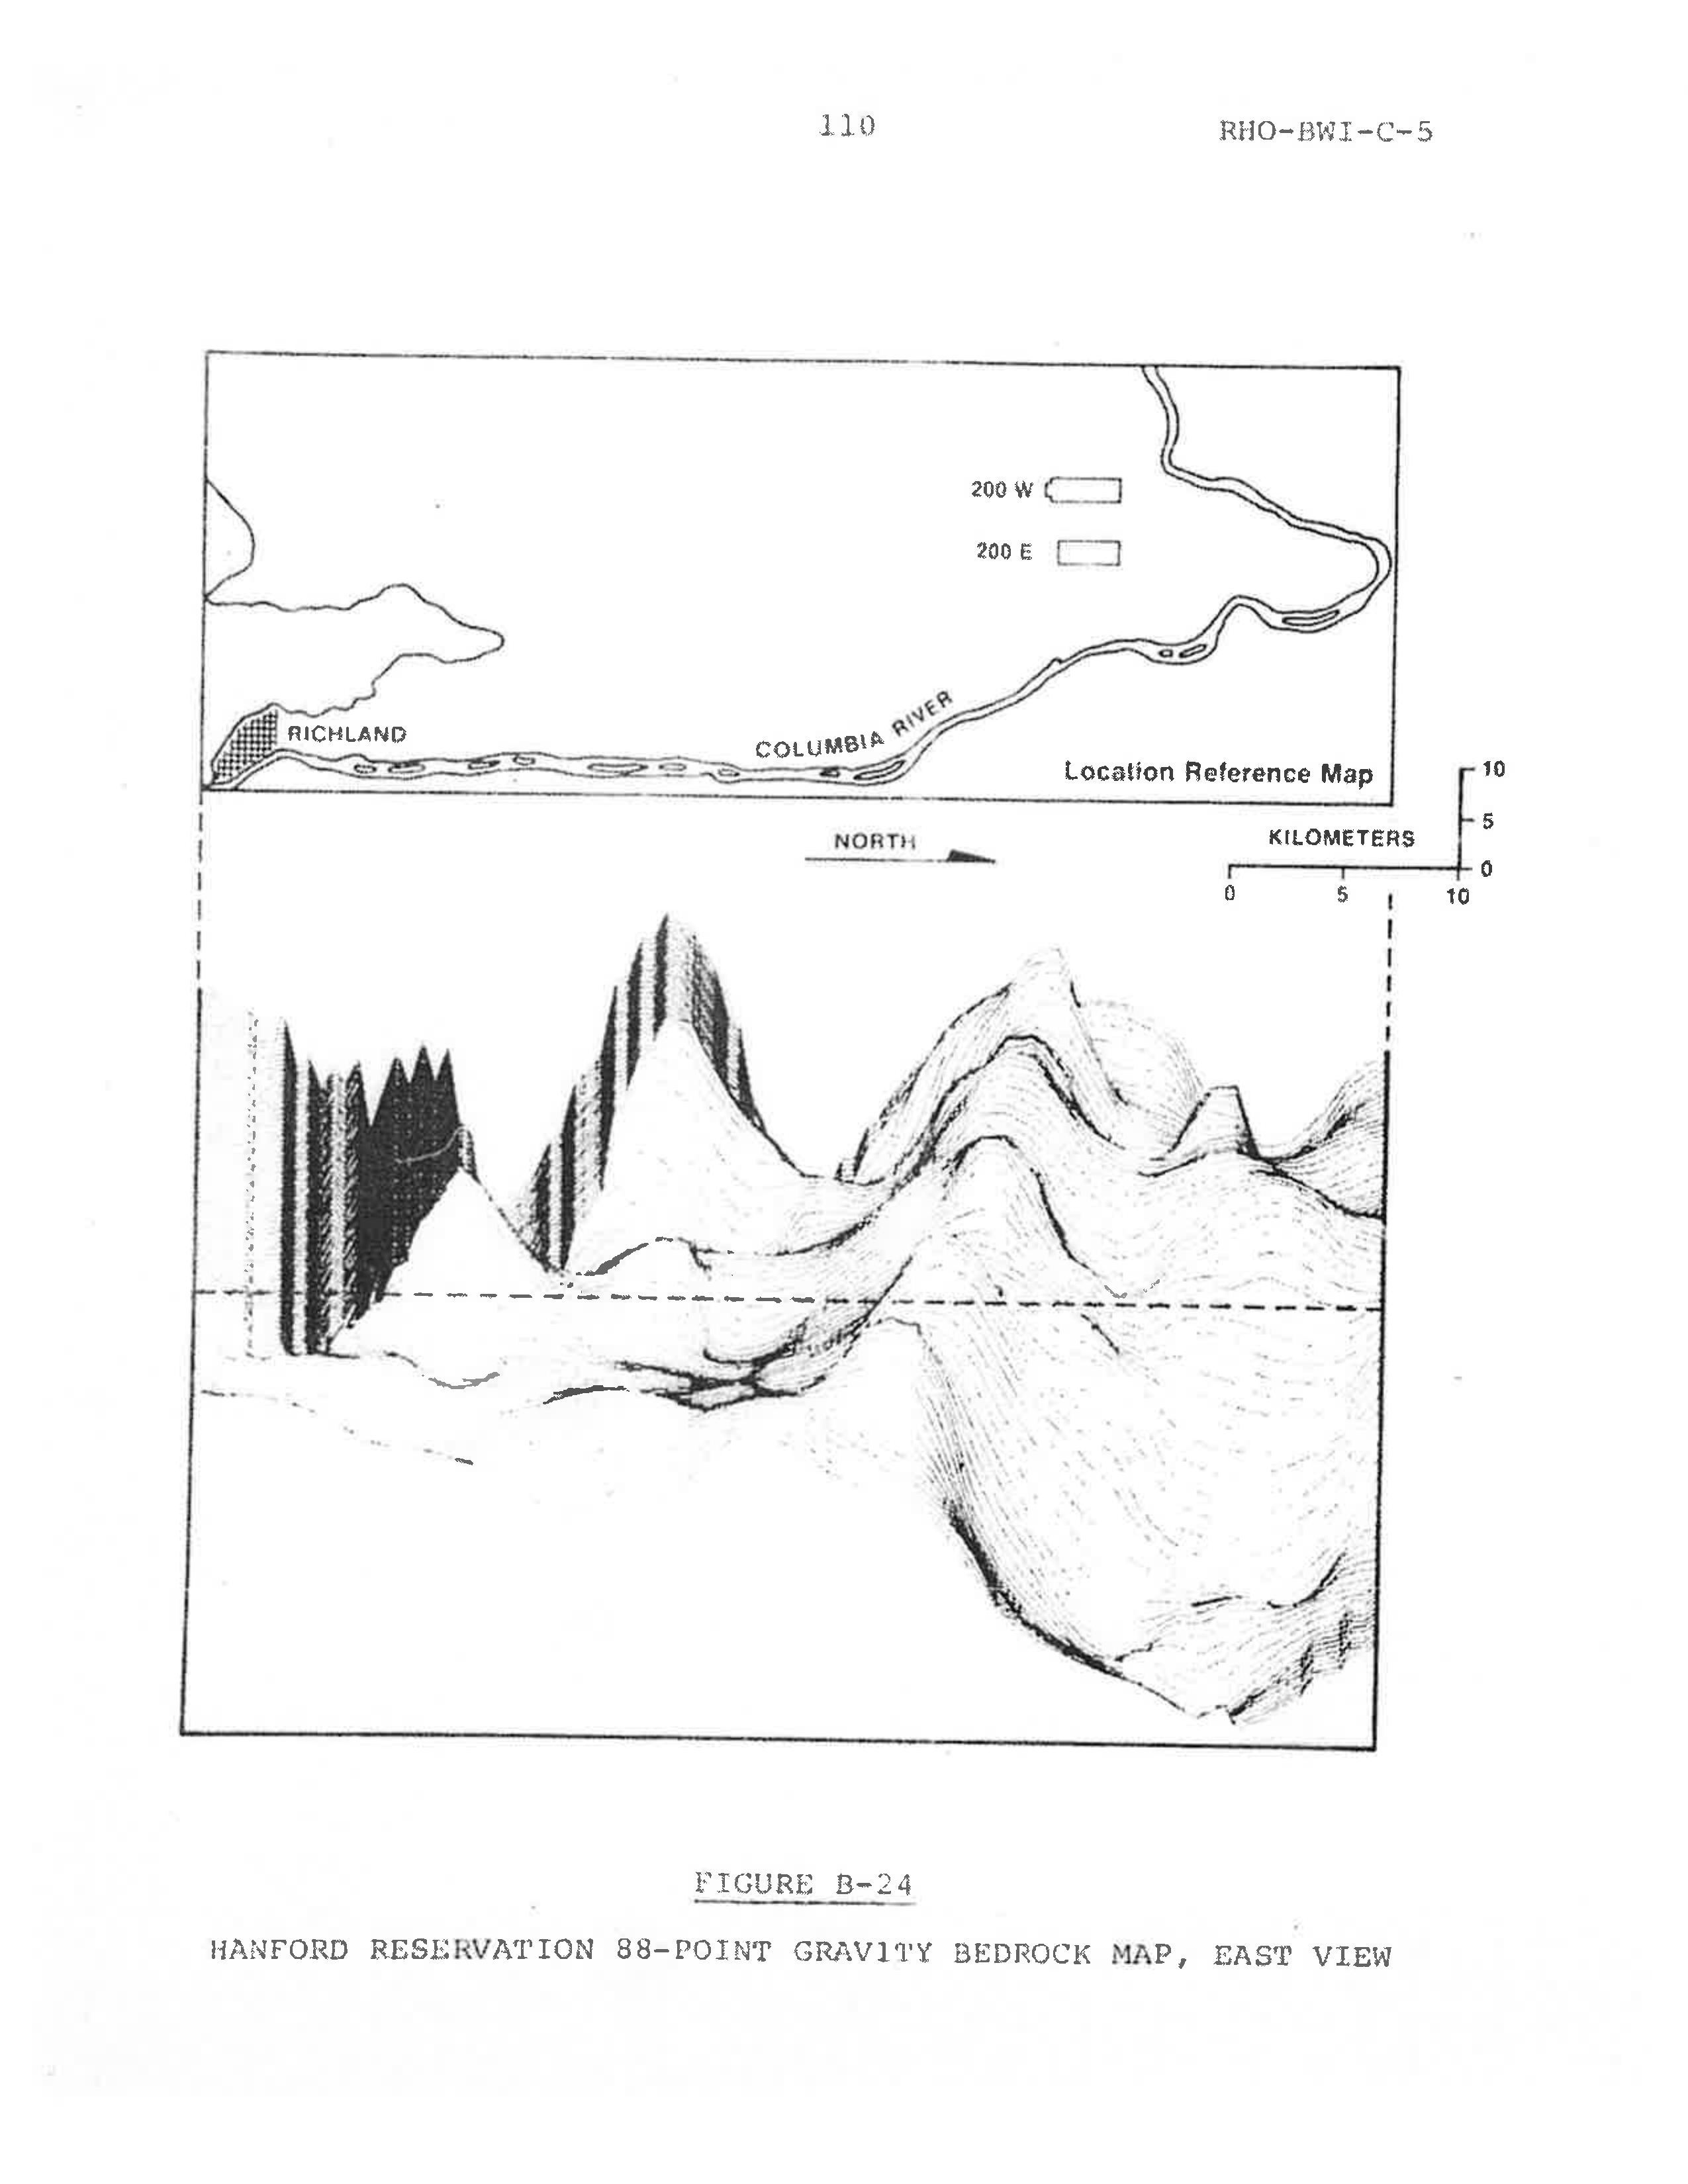 110
RHO-BWI-C-5
200 W
200 E
RICHLAND
COLUMBIA RIVER
Location Reference Map
10
5
0
KILOMETERS
0 5 10
NORTH
FIGURE B-24
HANFORD RESERVATION 88-POINT GRAVITY BEDROCK MAP, EAST VIEW